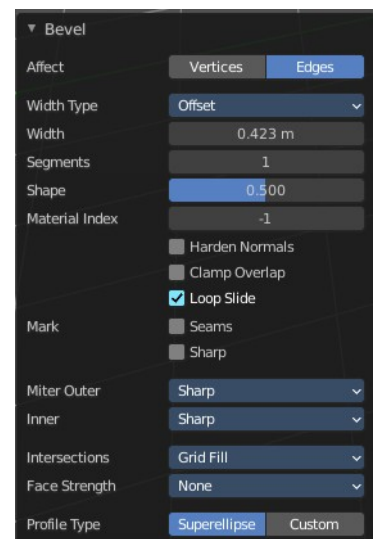 Bevel
Affect Vertices Edges
Width Type Offset
Width 0.423 m
Segments 1
Shape 0.500
Material Index -1
Harden Normals
Clamp Overlap
Loop Slide
Mark Seams
Sharp
Miter Outer Sharp
Inner Sharp
Intersections Grid Fill
Face Strength None
Profile Type Superellipse Custom